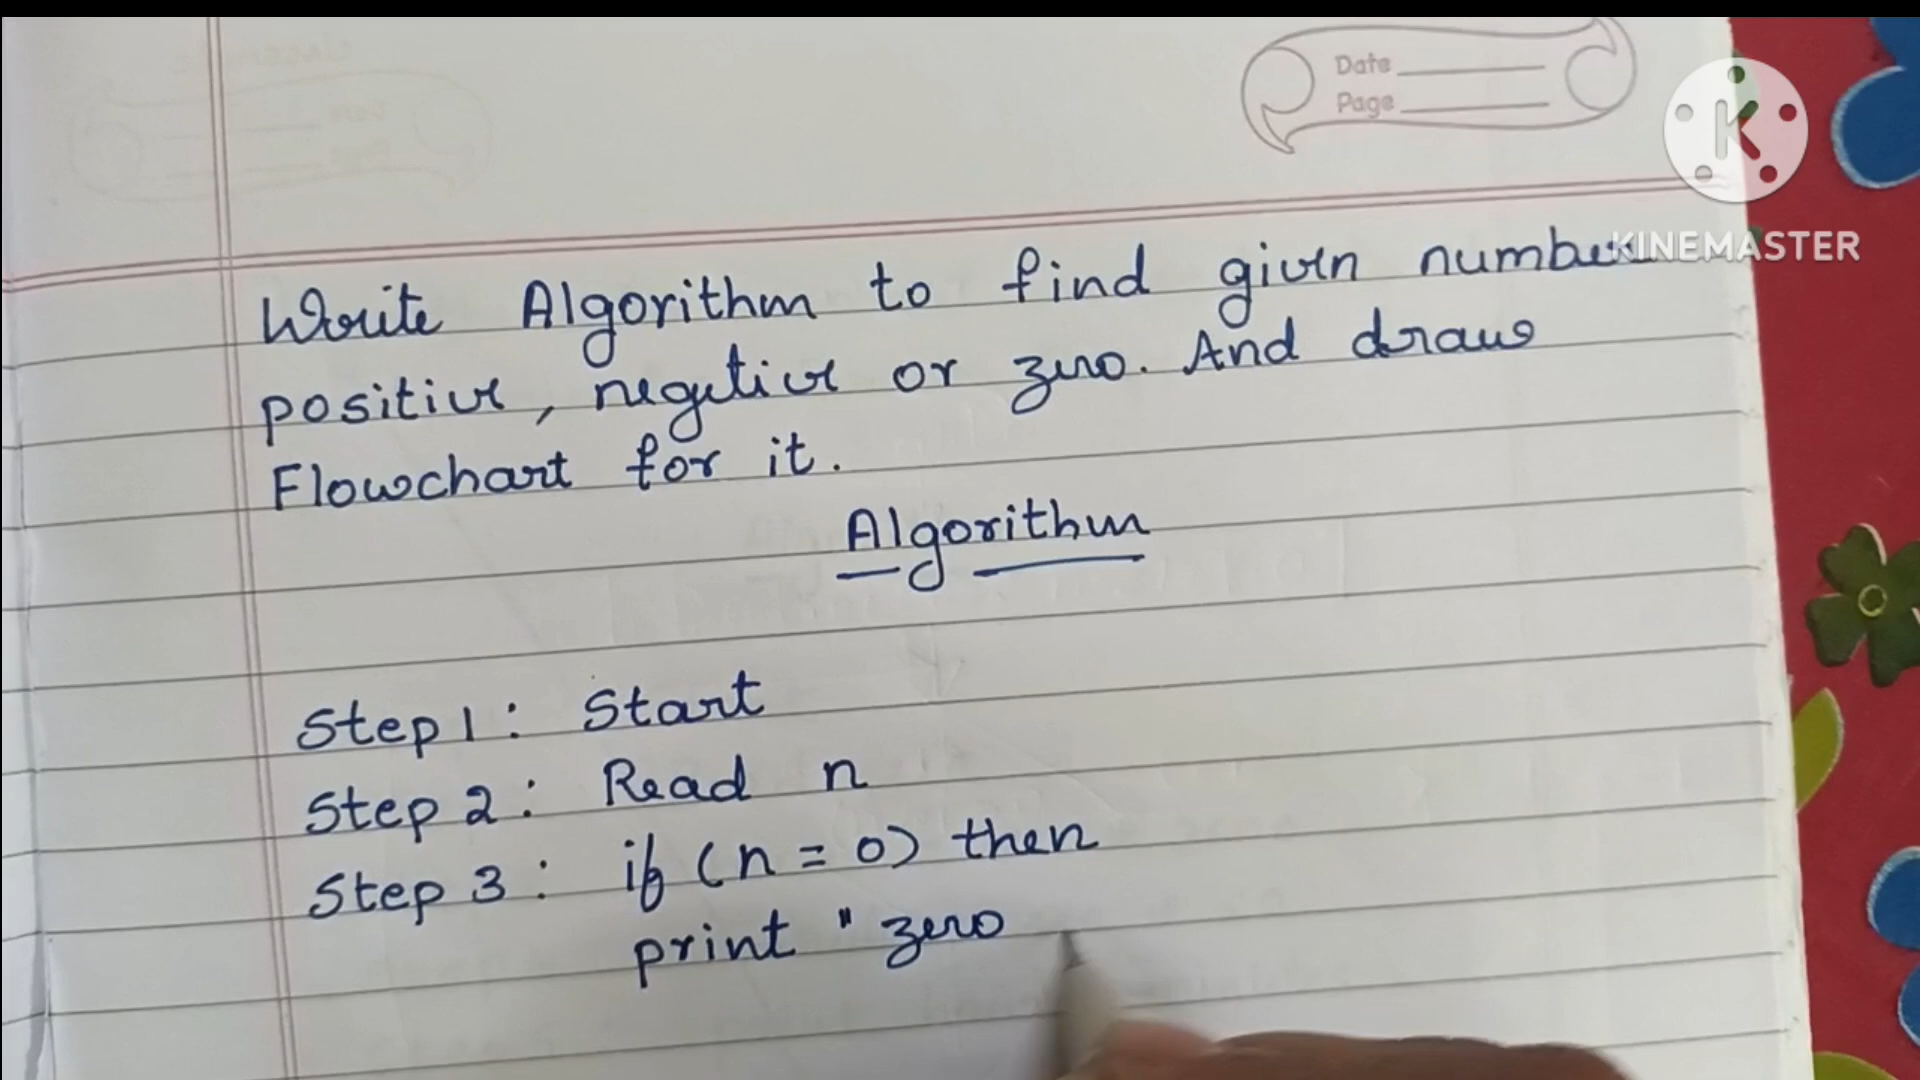 Date
Page
KINEMASTER
Write Algorithm to find given number
positive, negative or zero. And draw
Flowchart for it.
Algorithm
Step 1: Start
Step 2: Read n
Step 3: if (n = 0) then
print " zero